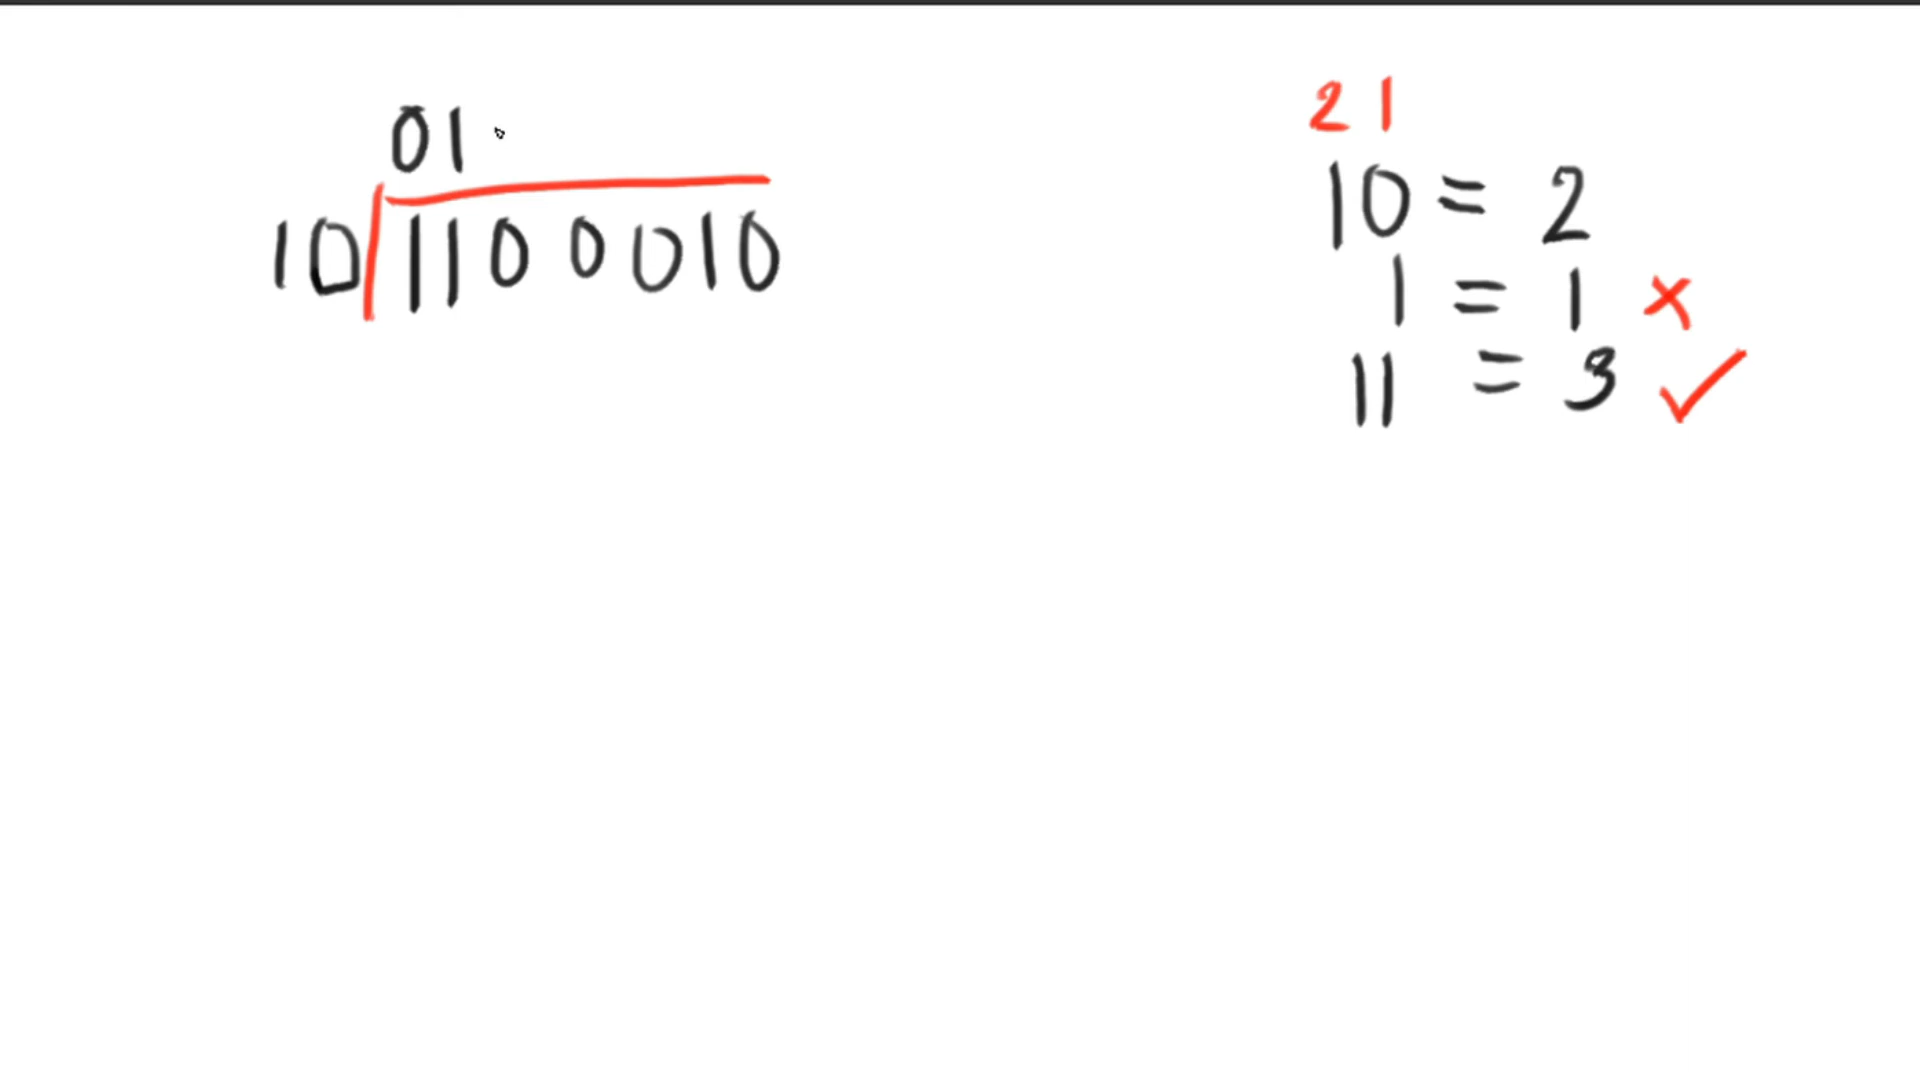 01
10 1100010
21
10 = 2
1 = 1 ×
11 = 3 ✓